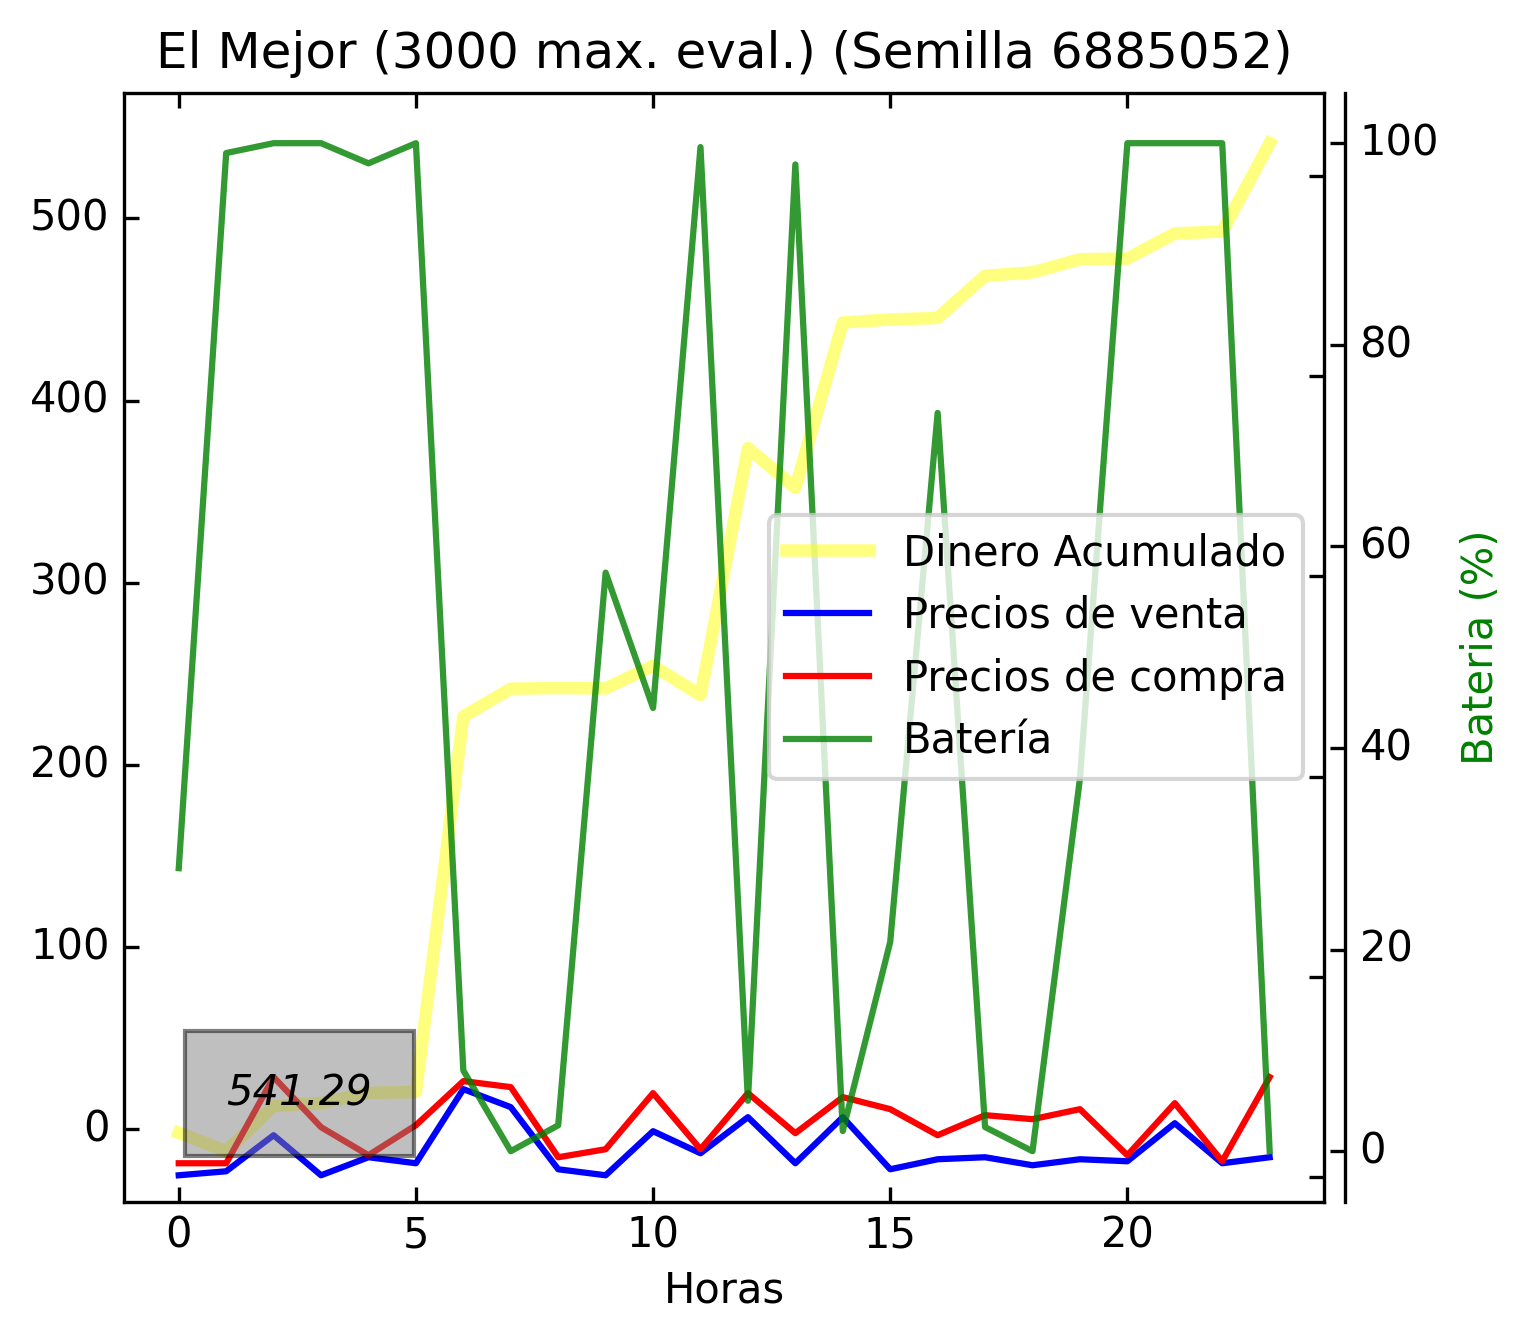 El Mejor (3000 max. eval.) (Semilla 6885052)
500
400
300
200
100
0
100
80
60
40
20
0
Bateria (%)
Dinero Acumulado
Precios de venta
Precios de compra
Batería
541.29
0 5 10 15 20
Horas